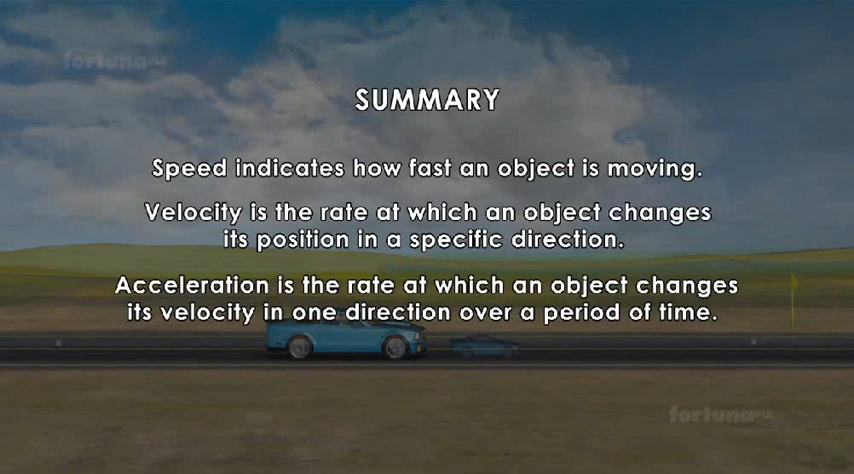 fortunaPIX
SUMMARY
Speed indicates how fast an object is moving.
Velocity is the rate at which an object changes
its position in a specific direction.
Acceleration is the rate at which an object changes
its velocity in one direction over a period of time.
fortunaPIX